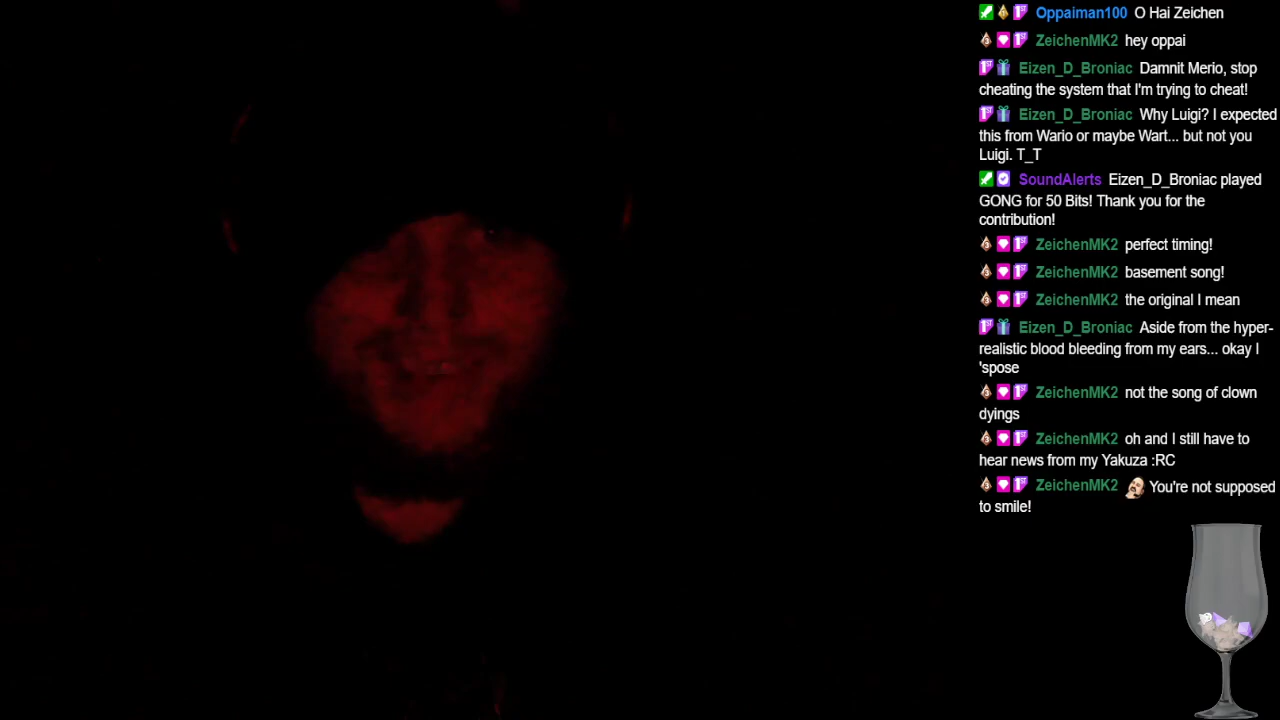 Oppaiman100 O Hai Zeichen
ZeichenMK2 hey oppai
Eizen_D_Broniac Damnit Merio, stop
cheating the system that I'm trying to cheat!
Eizen_D_Broniac Why Luigi? I expected
this from Wario or maybe Wart... but not you
Luigi. T_T
SoundAlerts Eizen_D_Broniac played
GONG for 50 Bits! Thank you for the
contribution!
ZeichenMK2 perfect timing!
ZeichenMK2 basement song!
ZeichenMK2 the original I mean
Eizen_D_Broniac Aside from the hyper-
realistic blood bleeding from my ears... okay I
'spose
ZeichenMK2 not the song of clown
dyings
ZeichenMK2 oh and I still have to
hear news from my Yakuza :RC
ZeichenMK2 You're not supposed
to smile!